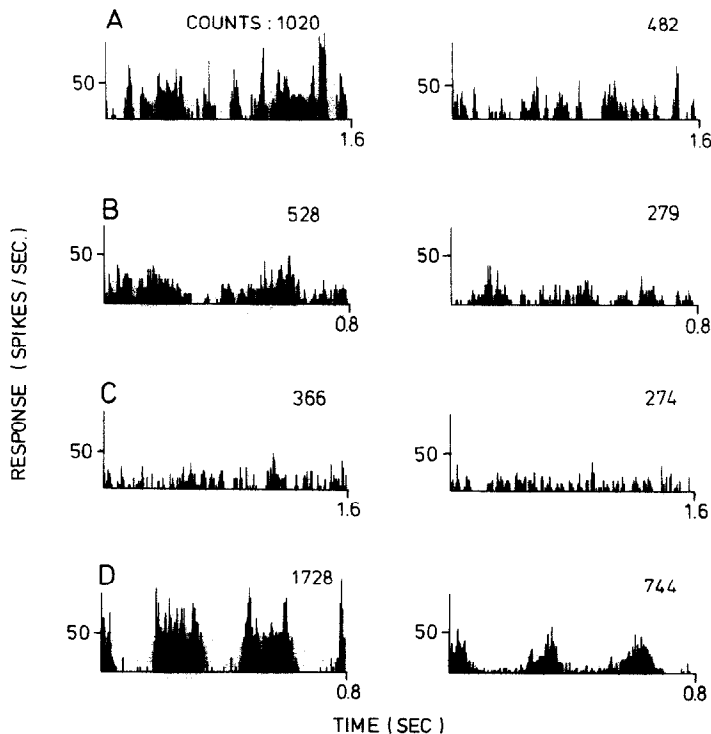 A COUNTS : 1020 482
50 50
1.6 1.6
B 528 279
50 50
0.8 0.8
C 366 274
50 50
1.6 1.6
D 1728 744
50 50
0.8 0.8
RESPONSE ( SPIKES / SEC.)
TIME ( SEC )